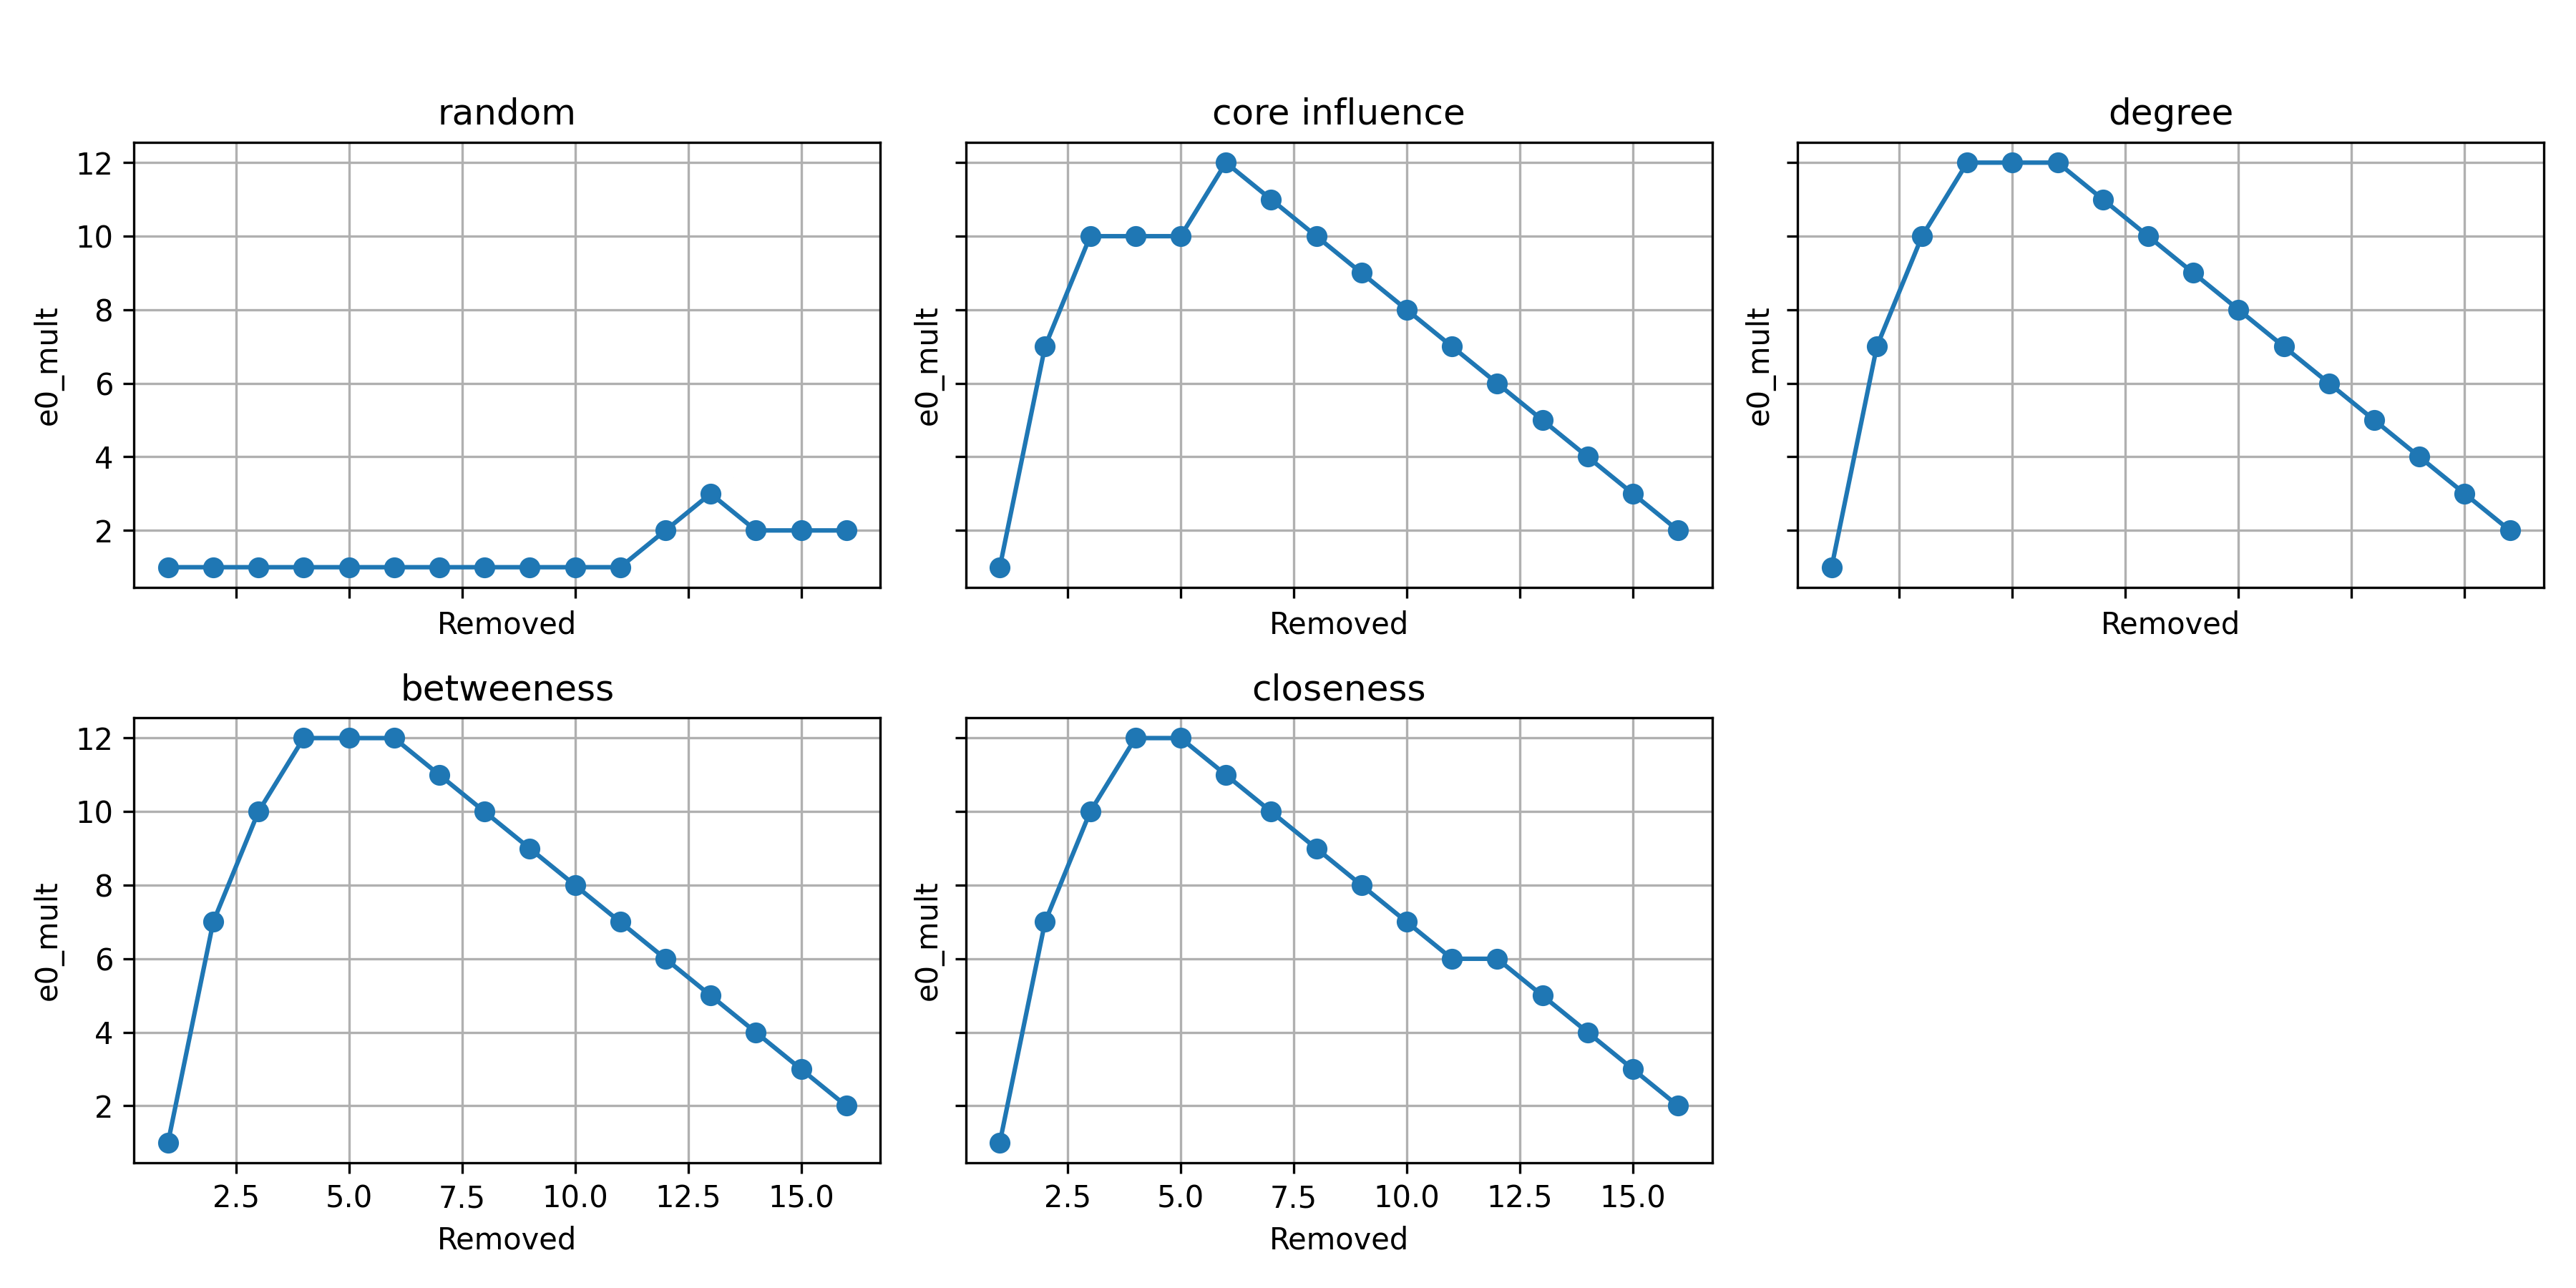 random
core influence
degree
12
10
8
6
4
2
e0_mult
e0_mult
e0_mult
Removed
Removed
Removed
betweeness
closeness
12
10
8
6
4
2
e0_mult
e0_mult
2.5 5.0 7.5 10.0 12.5 15.0
2.5 5.0 7.5 10.0 12.5 15.0
Removed
Removed